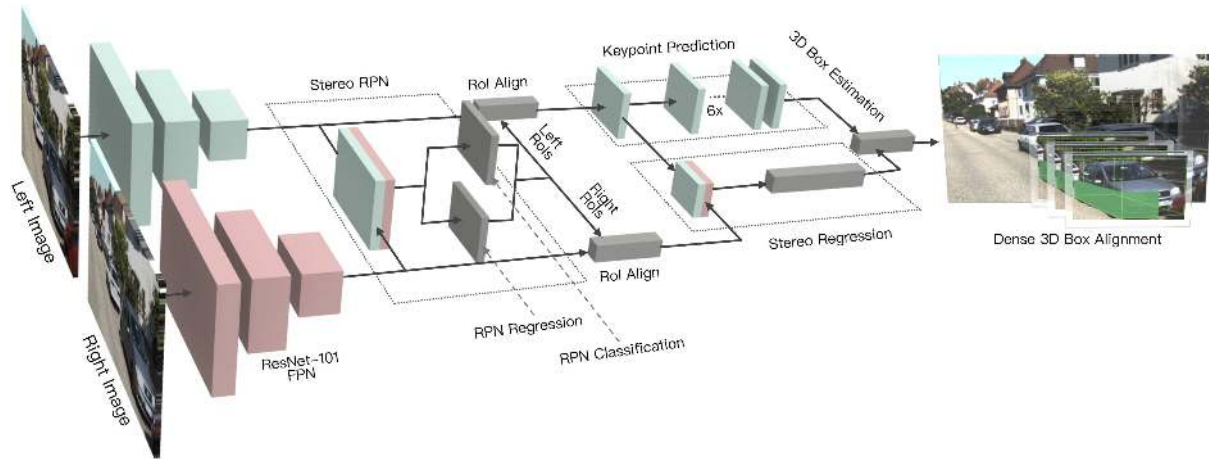 Left Image
Right Image
ResNet-101
FPN
Stereo RPN
RoI Align
Left
RoIs
Right
RoIs
RoI Align
RPN Regression
RPN Classification
Keypoint Prediction
6x
3D Box Estimation
Stereo Regression
Dense 3D Box Alignment